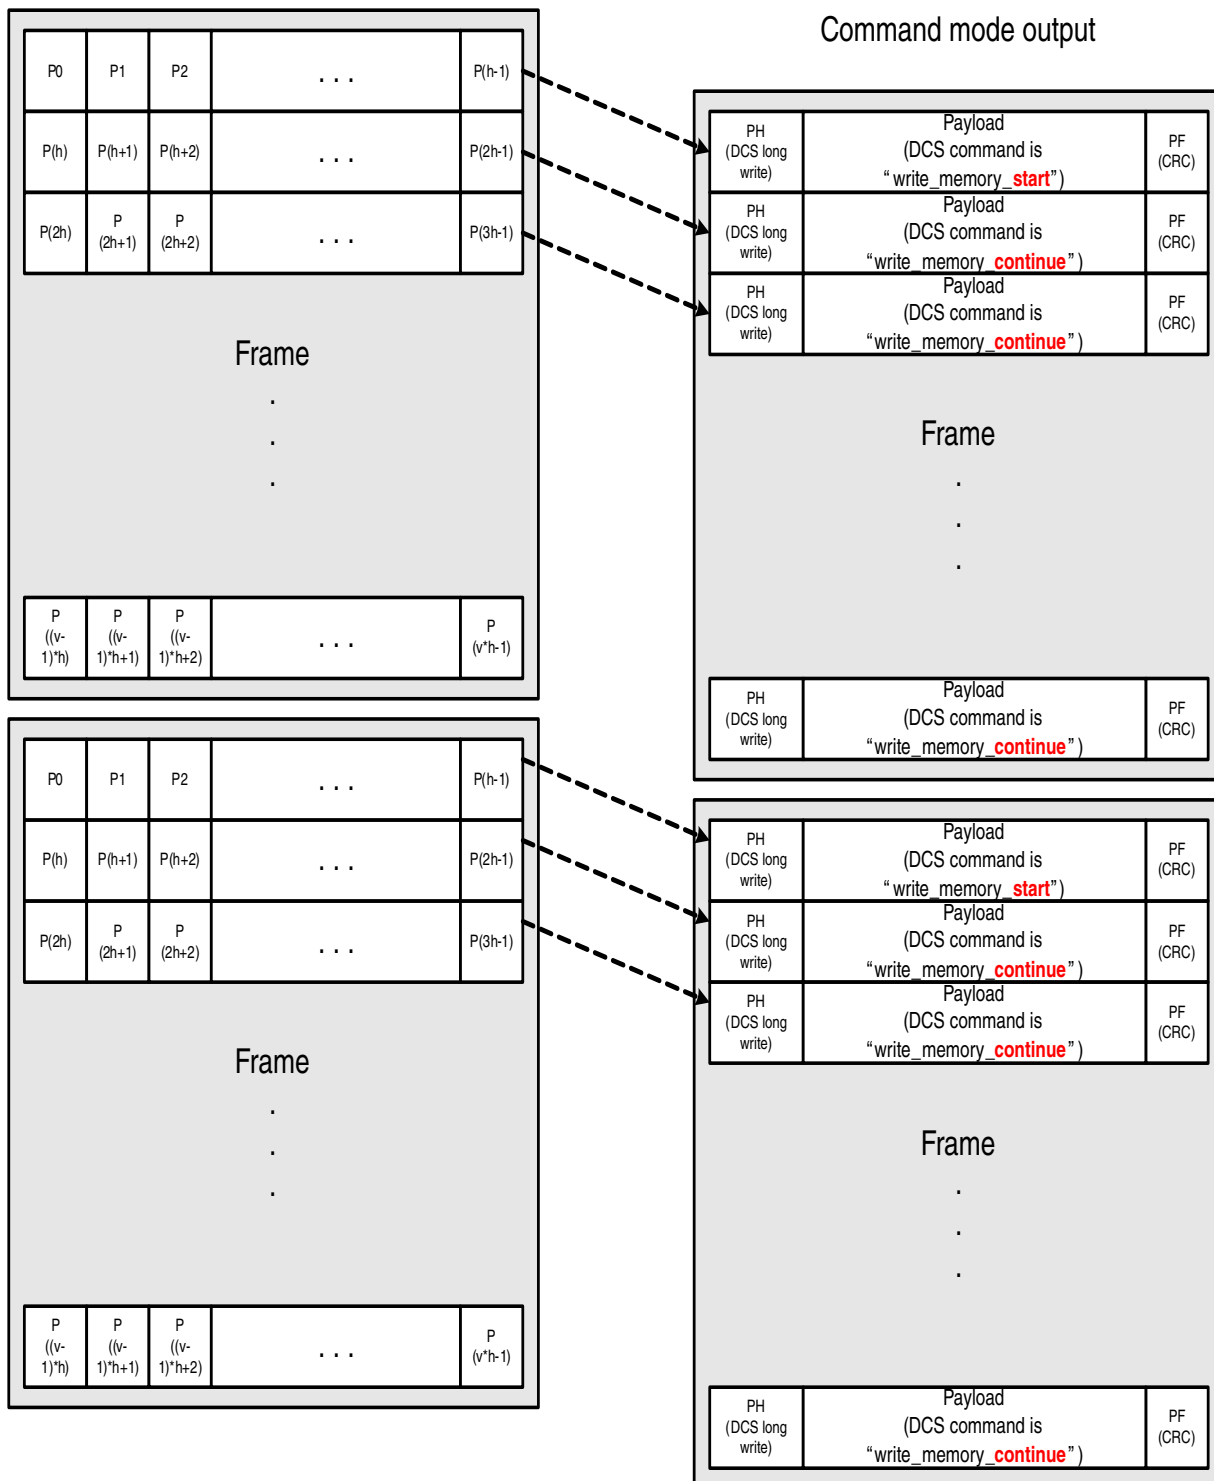 Command mode output
P0 P1 P2 . . . P(h-1)
P(h) P(h+1) P(h+2) . . . P(2h-1)
P(2h) P (2h+1) P (2h+2) . . . P(3h-1)
Frame
.
.
.
P ((v-1)*h) P ((v-1)*h+1) P ((v-1)*h+2) . . . P (v*h-1)
PH (DCS long write) Payload (DCS command is "write_memory_start") PF (CRC)
PH (DCS long write) Payload (DCS command is "write_memory_continue") PF (CRC)
PH (DCS long write) Payload (DCS command is "write_memory_continue") PF (CRC)
Frame
.
.
.
PH (DCS long write) Payload (DCS command is "write_memory_continue") PF (CRC)
P0 P1 P2 . . . P(h-1)
P(h) P(h+1) P(h+2) . . . P(2h-1)
P(2h) P (2h+1) P (2h+2) . . . P(3h-1)
Frame
.
.
.
P ((v-1)*h) P ((v-1)*h+1) P ((v-1)*h+2) . . . P (v*h-1)
PH (DCS long write) Payload (DCS command is "write_memory_start") PF (CRC)
PH (DCS long write) Payload (DCS command is "write_memory_continue") PF (CRC)
PH (DCS long write) Payload (DCS command is "write_memory_continue") PF (CRC)
Frame
.
.
.
PH (DCS long write) Payload (DCS command is "write_memory_continue") PF (CRC)